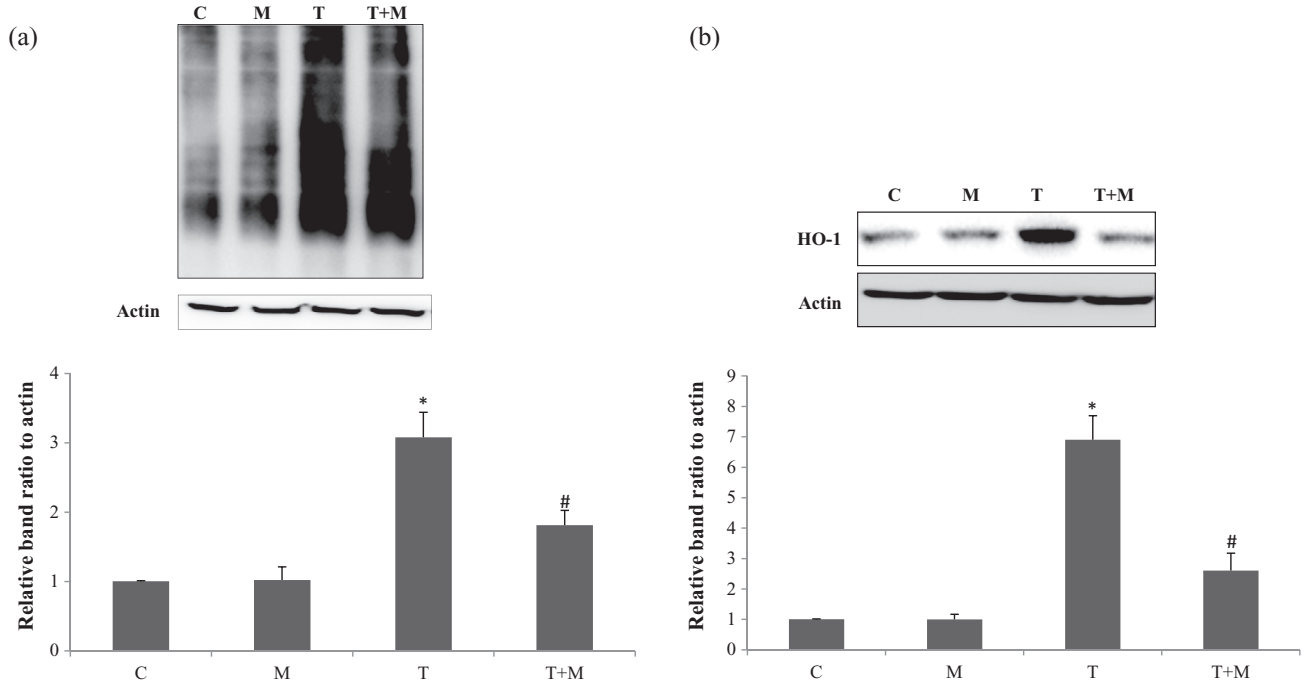 (a)
C M T T+M
Actin
Relative band ratio to actin
4
3
2
1
0
*
#
C M T T+M
(b)
C M T T+M
HO-1
Actin
Relative band ratio to actin
9
8
7
6
5
4
3
2
1
0
*
#
C M T T+M